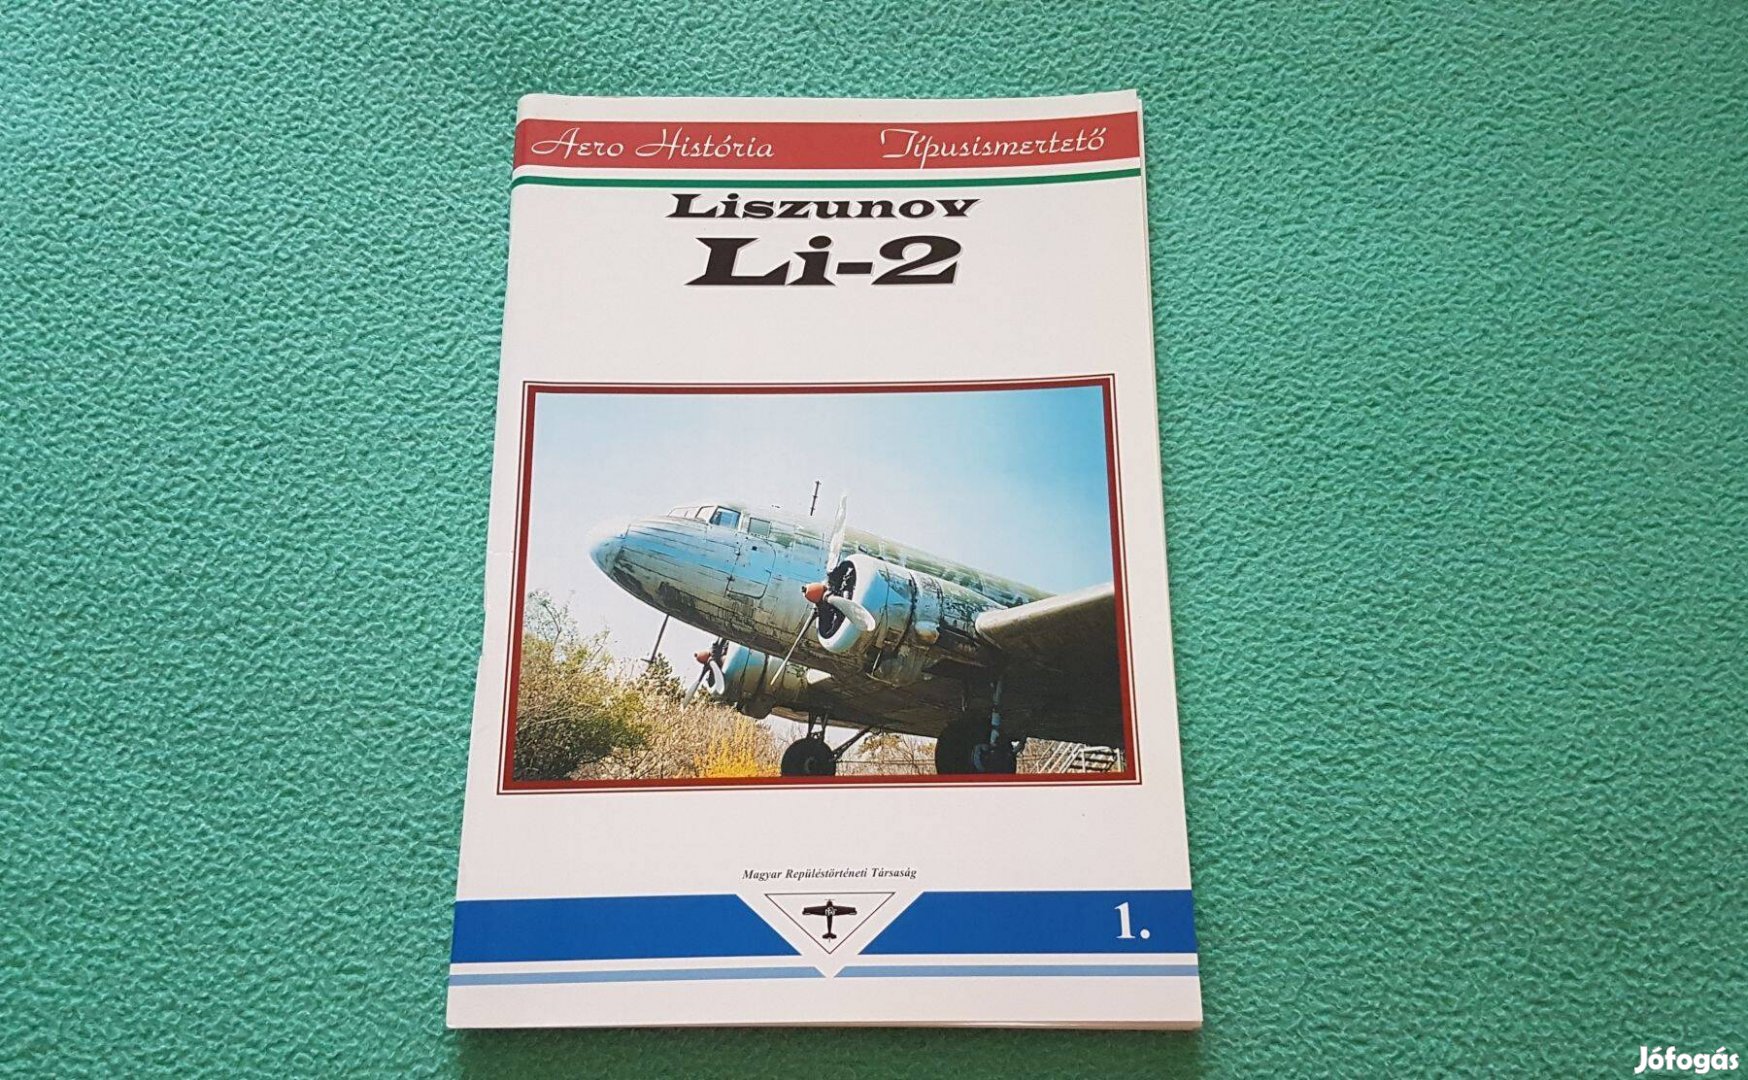 Aero História Típusismertető
Liszunov
Li-2
Magyar Repüléstörténeti Társaság
1.
Jófogás